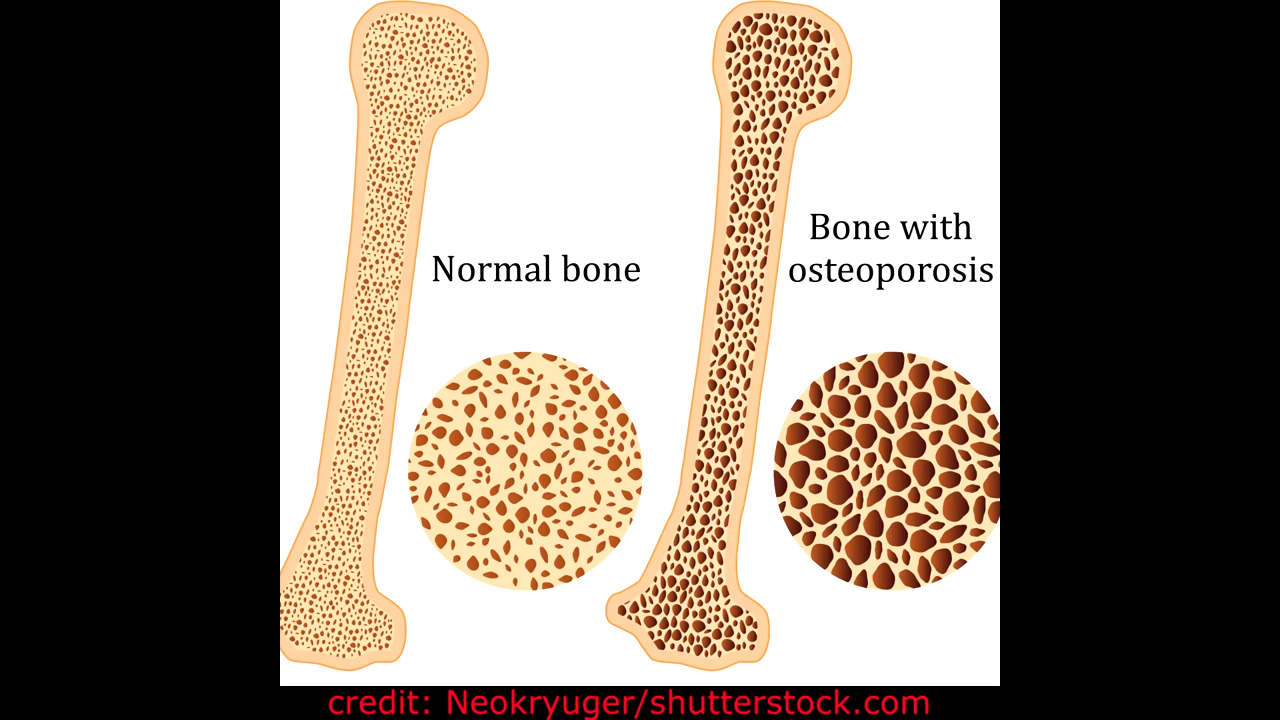 Normal bone
Bone with
osteoporosis
credit: Neokryuger/shutterstock.com